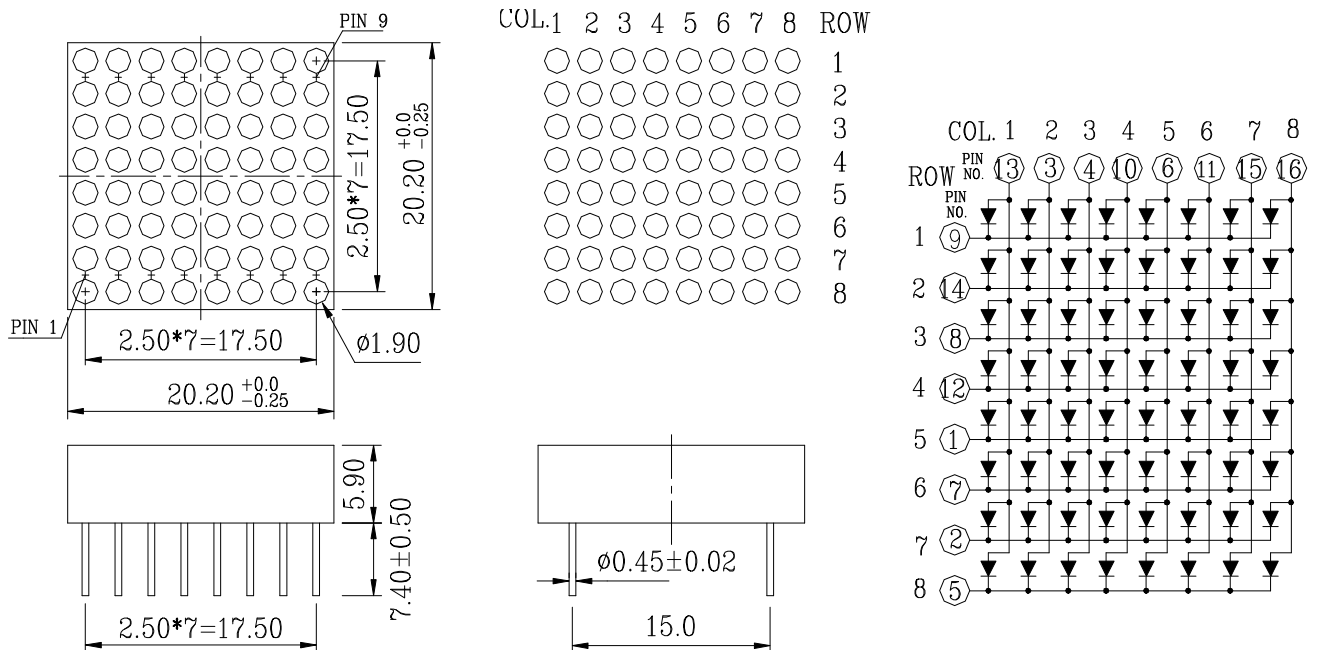 PIN 9
COL. 1 2 3 4 5 6 7 8 ROW
1
2
3
4
5
6
7
8
2.50*7=17.50
20.20 +0.0 -0.25
PIN 1
2.50*7=17.50
ø1.90
20.20 +0.0 -0.25
5.90
7.40±0.50
2.50*7=17.50
ø0.45±0.02
15.0
COL. 1 2 3 4 5 6 7 8
ROW PIN NO. 13 3 4 10 6 11 15 16
PIN NO.
1 9
2 14
3 8
4 12
5 1
6 7
7 2
8 5